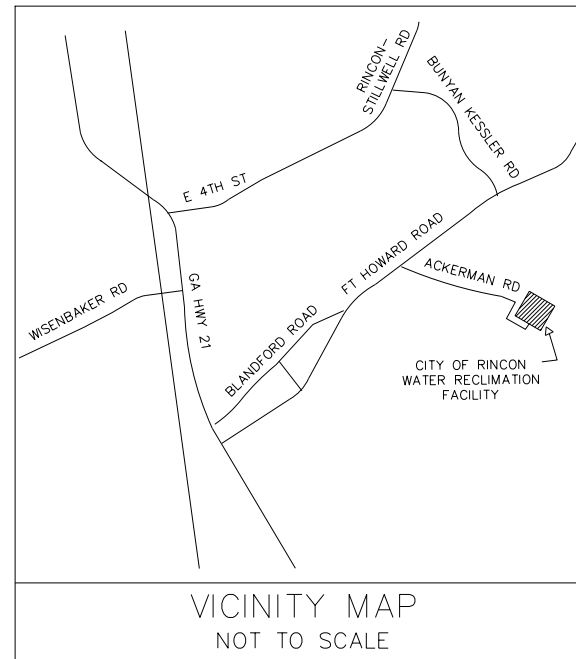 RINCON-
STILLWELL RD
BUNYAN KESSLER RD
E 4TH ST
FT HOWARD ROAD
ACKERMAN RD
WISENBAKER RD
GA HWY 21
BLANDFORD ROAD
CITY OF RINCON
WATER RECLIMATION
FACILITY
VICINITY MAP
NOT TO SCALE